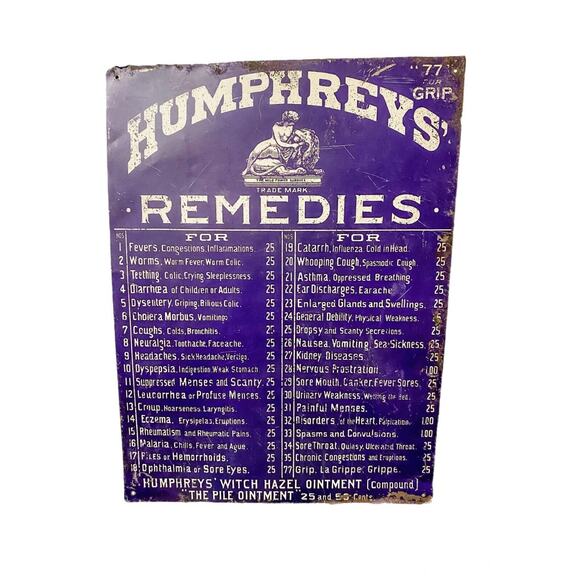 "77"
FOR
GRIP
HUMPHREYS'
TRADE MARK
· REMEDIES ·
NOS. FOR
1 Fevers, Congestions, Inflammations. 25
2 Worms, Worm Fever, Worm Colic. 25
3 Teething, Colic, Crying, Sleeplessness. 25
4 Diarrhœa of Children or Adults. 25
5 Dysentery, Griping, Bilious Colic. 25
6 Cholera Morbus, Vomiting 25
7 Coughs, Colds, Bronchitis. 25
8 Neuralgia, Toothache, Faceache. 25
9 Headaches, Sick Headache, Vertigo. 25
10 Dyspepsia, Indigestion, Weak Stomach. 25
11 Suppressed Menses and Scanty. 25
12 Leucorrhea or Profuse Menses. 25
13 Croup, Hoarseness, Laryngitis. 25
14 Eczema, Erysipelas, Eruptions. 25
15 Rheumatism and Rheumatic Pains. 25
16 Malaria, Chills, Fever and Ague 25
17 Piles or Hemorrhoids. 25
18 Ophthalmia or Sore Eyes. 25
NOS. FOR
19 Catarrh, Influenza, Cold in Head. 25
20 Whooping Cough, Spasmodic Cough. 25
21 Asthma, Oppressed Breathing. 25
22 Ear Discharges, Earache 25
23 Enlarged Glands and Swellings. 25
24 General Debility, Physical Weakness. 25
25 Dropsy and Scanty Secretions. 25
26 Nausea, Vomiting, Sea-Sickness. 25
27 Kidney Diseases. 25
28 Nervous Prostration 1.00
29 Sore Mouth, Canker, Fever Sores. 25
30 Urinary Weakness, Wetting the Bed. 25
31 Painful Menses. 25
32 Disorders of the Heart, Palpitation 1.00
33 Spasms and Convulsions. 1.00
34 Sore Throat, Quinsy, Ulcerated Throat. 25
35 Chronic Congestions and Eruptions. 25
77 Grip, La Grippe, Grippe. 25
HUMPHREYS' WITCH HAZEL OINTMENT (compound)
"THE PILE OINTMENT" 25 and 50 Cents.